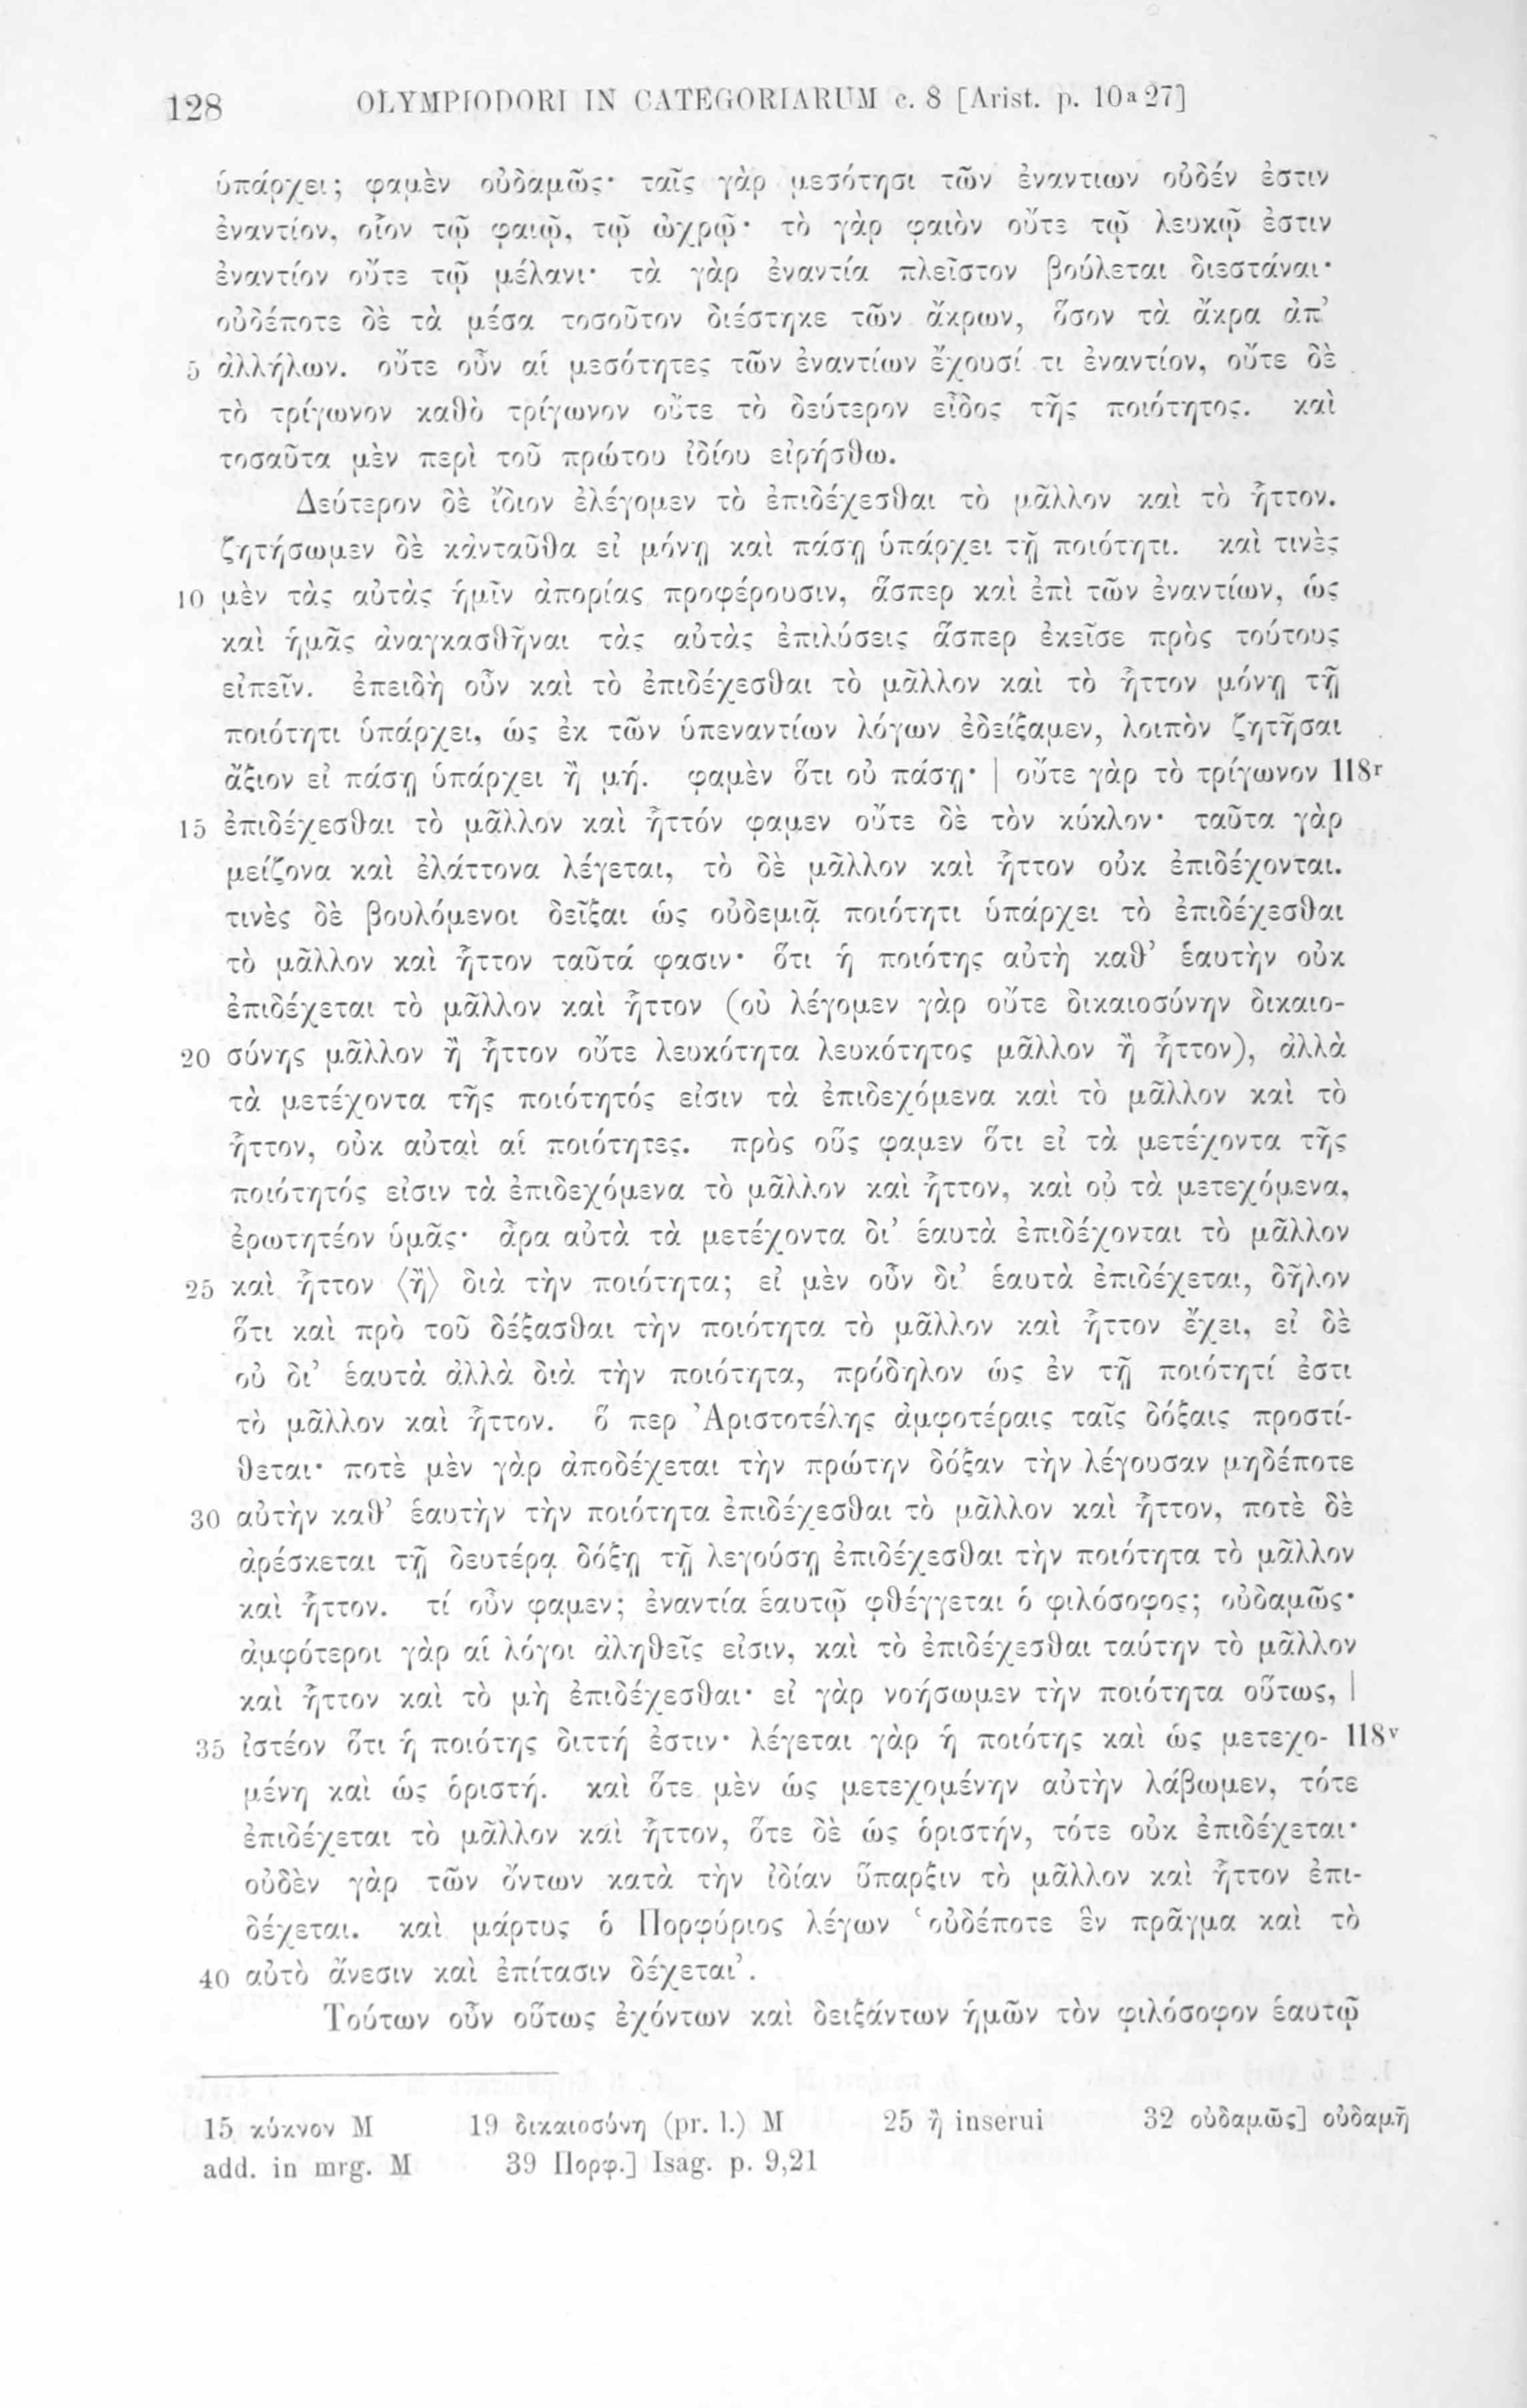 128 OLYMPIODORI IN CATEGORIARUM c. 8 [Arist. p. 10a27]
ὑπάρχει; φαμὲν οὐδαμῶς· ταῖς γὰρ μεσότησι τῶν ἐναντιων οὐδέν ἐστιν
ἐναντίον, οἷον τῷ φαιῷ, τῷ ὠχρῷ· τὸ γὰρ φαιὸν οὔτε τῷ λευκῷ ἐστιν
ἐναντίον οὔτε τῷ μέλανι· τὰ γὰρ ἐναντία πλεῖστον βούλεται διεστάναι·
οὐδέποτε δὲ τὰ μέσα τοσοῦτον διέστηκε τῶν ἄκρων, ὅσον τὰ ἄκρα ἀπ’
5 ἀλλήλων. οὔτε οὖν αἱ μεσότητες τῶν ἐναντίων ἔχουσί τι ἐναντίον, οὔτε δὲ
τὸ τρίγωνον καθὸ τρίγωνον οὔτε τὸ δεύτερον εἶδος τῆς ποιότητος. καὶ
τοσαῦτα μὲν περὶ τοῦ πρώτου ἰδίου εἰρήσθω.
Δεύτερον δὲ ἴδιον ἐλέγομεν τὸ ἐπιδέχεσθαι τὸ μᾶλλον καὶ τὸ ἧττον.
ζητήσωμεν δὲ κἀνταῦθα εἰ μόνῃ καὶ πάσῃ ὑπάρχει τῇ ποιότητι. καὶ τινὲς
10 μὲν τὰς αὐτὰς ἡμῖν ἀπορίας προφέρουσιν, ἅσπερ καὶ ἐπὶ τῶν ἐναντίων, ὡς
καὶ ἡμᾶς ἀναγκασθῆναι τὰς αὐτὰς ἐπιλύσεις ἅσπερ ἐκεῖσε πρὸς τούτους
εἰπεῖν. ἐπειδὴ οὖν καὶ τὸ ἐπιδέχεσθαι τὸ μᾶλλον καὶ τὸ ἧττον μόνῃ τῇ
ποιότητι ὑπάρχει, ὡς ἐκ τῶν ὑπεναντίων λόγων ἐδείξαμεν, λοιπὸν ζητῆσαι
ἄξιον εἰ πάσῃ ὑπάρχει ἢ μή. φαμὲν ὅτι οὐ πάσῃ· | οὔτε γὰρ τὸ τρίγωνον 118r
15 ἐπιδέχεσθαι τὸ μᾶλλον καὶ ἧττόν φαμεν οὔτε δὲ τὸν κύκλον· ταῦτα γὰρ
μείζονα καὶ ἐλάττονα λέγεται, τὸ δὲ μᾶλλον καὶ ἧττον οὐκ ἐπιδέχονται.
τινὲς δὲ βουλόμενοι δεῖξαι ὡς οὐδεμιᾷ ποιότητι ὑπάρχει τὸ ἐπιδέχεσθαι
τὸ μᾶλλον καὶ ἧττον ταῦτά φασιν· ὅτι ἡ ποιότης αὐτὴ καθ’ ἑαυτὴν οὐκ
ἐπιδέχεται τὸ μᾶλλον καὶ ἧττον (οὐ λέγομεν γὰρ οὔτε δικαιοσύνην δικαιο-
20 σύνης μᾶλλον ἢ ἧττον οὔτε λευκότητα λευκότητος μᾶλλον ἢ ἧττον), ἀλλὰ
τὰ μετέχοντα τῆς ποιότητός εἰσιν τὰ ἐπιδεχόμενα καὶ τὸ μᾶλλον καὶ τὸ
ἧττον, οὐκ αὐταὶ αἱ ποιότητες. πρὸς οὕς φαμεν ὅτι εἰ τὰ μετέχοντα τῆς
ποιότητός εἰσιν τὰ ἐπιδεχόμενα τὸ μᾶλλον καὶ ἧττον, καὶ οὐ τὰ μετεχόμενα,
ἐρωτητέον ὑμᾶς· ἆρα αὐτὰ τὰ μετέχοντα δι’ ἑαυτὰ ἐπιδέχονται τὸ μᾶλλον
25 καὶ ἧττον ⟨ἢ⟩ διὰ τὴν ποιότητα; εἰ μὲν οὖν δι’ ἑαυτὰ ἐπιδέχεται, δῆλον
ὅτι καὶ πρὸ τοῦ δέξασθαι τὴν ποιότητα τὸ μᾶλλον καὶ ἧττον ἔχει, εἰ δὲ
οὐ δι’ ἑαυτὰ ἀλλὰ διὰ τὴν ποιότητα, πρόδηλον ὡς ἐν τῇ ποιότητί ἐστι
τὸ μᾶλλον καὶ ἧττον. ὅ περ Ἀριστοτέλης ἀμφοτέραις ταῖς δόξαις προστί-
θεται· ποτὲ μὲν γὰρ ἀποδέχεται τὴν πρώτην δόξαν τὴν λέγουσαν μηδέποτε
30 αὐτὴν καθ’ ἑαυτὴν τὴν ποιότητα ἐπιδέχεσθαι τὸ μᾶλλον καὶ ἧττον, ποτὲ δὲ
ἀρέσκεται τῇ δευτέρᾳ δόξῃ τῇ λεγούσῃ ἐπιδέχεσθαι τὴν ποιότητα τὸ μᾶλλον
καὶ ἧττον. τί οὖν φαμεν; ἐναντία ἑαυτῷ φθέγγεται ὁ φιλόσοφος; οὐδαμῶς·
ἀμφότεροι γὰρ αἱ λόγοι ἀληθεῖς εἰσιν, καὶ τὸ ἐπιδέχεσθαι ταύτην τὸ μᾶλλον
καὶ ἧττον καὶ τὸ μὴ ἐπιδέχεσθαι· εἰ γὰρ νοήσωμεν τὴν ποιότητα οὕτως, |
35 ἰστέον ὅτι ἡ ποιότης διττή ἐστιν· λέγεται γὰρ ἡ ποιότης καὶ ὡς μετεχο- 118v
μένη καὶ ὡς ὁριστή. καὶ ὅτε μὲν ὡς μετεχομένην αὐτὴν λάβωμεν, τότε
ἐπιδέχεται τὸ μᾶλλον καὶ ἧττον, ὅτε δὲ ὡς ὁριστήν, τότε οὐκ ἐπιδέχεται·
οὐδὲν γὰρ τῶν ὄντων κατὰ τὴν ἰδίαν ὕπαρξιν τὸ μᾶλλον καὶ ἧττον ἐπι-
δέχεται. καὶ μάρτυς ὁ Πορφύριος λέγων ‘οὐδέποτε ἓν πρᾶγμα καὶ τὸ
40 αὐτὸ ἄνεσιν καὶ ἐπίτασιν δέχεται’.
Τούτων οὖν οὕτως ἐχόντων καὶ δειξάντων ἡμῶν τὸν φιλόσοφον ἑαυτῷ
15 κύκνον M 19 δικαιοσύνη (pr. l.) M 25 ἢ inserui 32 οὐδαμῶς] οὐδαμῆ
add. in mrg. M 39 Πορφ.] Isag. p. 9,21